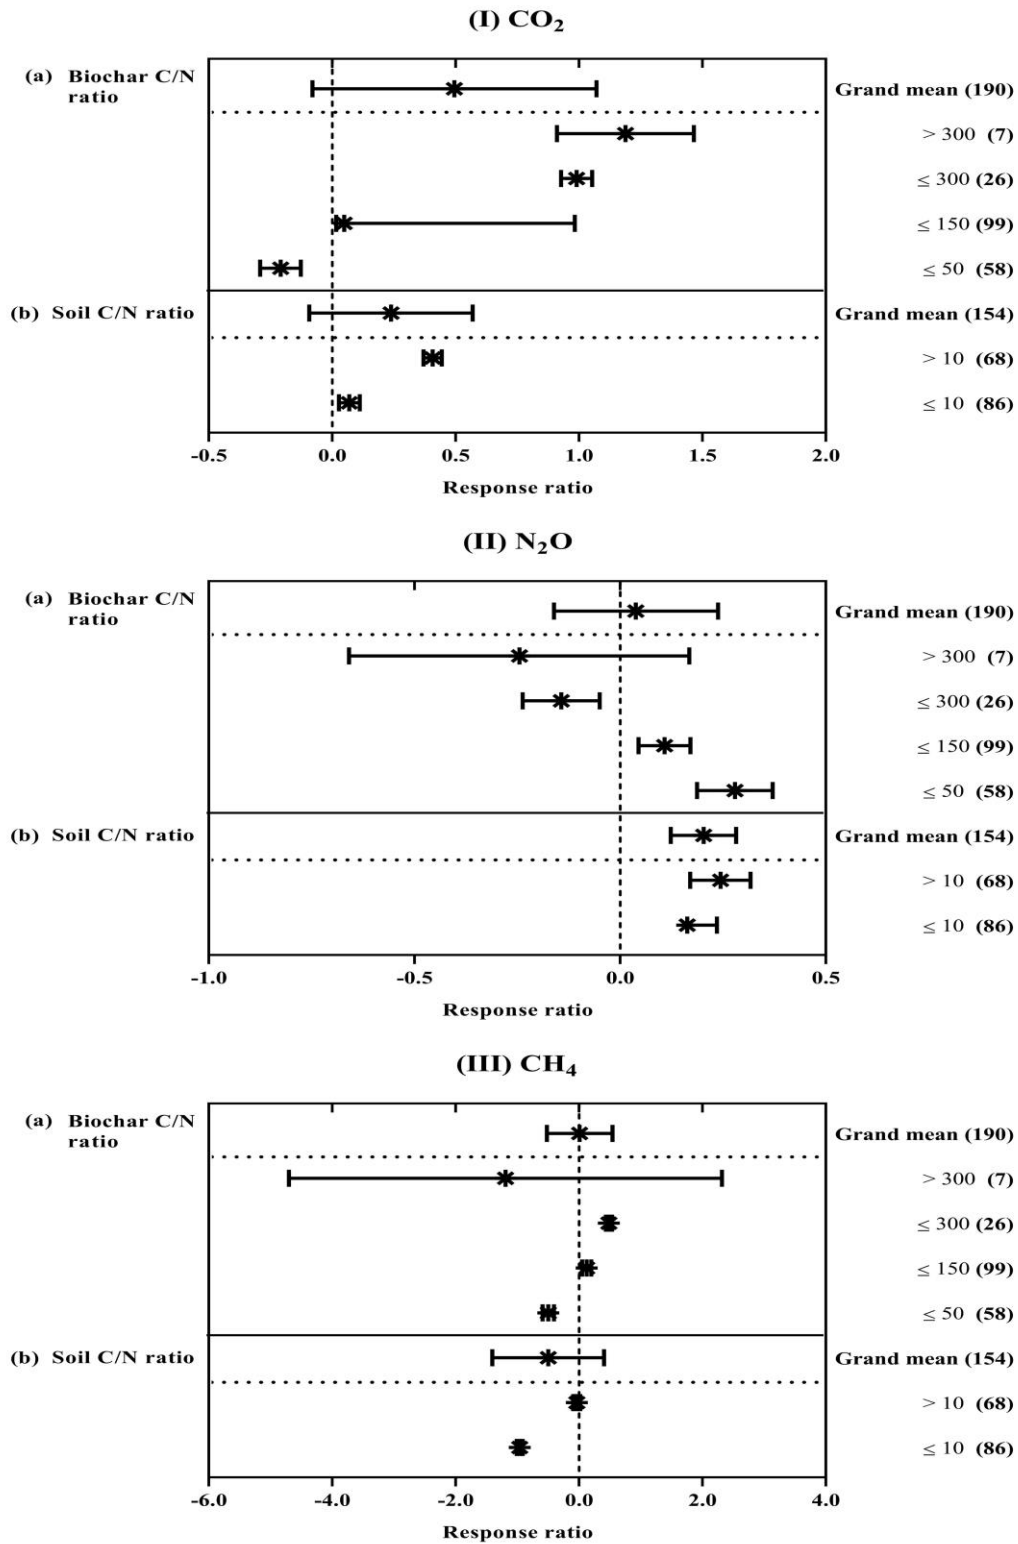 (I) CO₂
(a) Biochar C/N
ratio
Grand mean (190)
> 300 (7)
≤ 300 (26)
≤ 150 (99)
≤ 50 (58)
(b) Soil C/N ratio
Grand mean (154)
> 10 (68)
≤ 10 (86)
-0.5 0.0 0.5 1.0 1.5 2.0
Response ratio
(II) N₂O
(a) Biochar C/N
ratio
Grand mean (190)
> 300 (7)
≤ 300 (26)
≤ 150 (99)
≤ 50 (58)
(b) Soil C/N ratio
Grand mean (154)
> 10 (68)
≤ 10 (86)
-1.0 -0.5 0.0 0.5
Response ratio
(III) CH₄
(a) Biochar C/N
ratio
Grand mean (190)
> 300 (7)
≤ 300 (26)
≤ 150 (99)
≤ 50 (58)
(b) Soil C/N ratio
Grand mean (154)
> 10 (68)
≤ 10 (86)
-6.0 -4.0 -2.0 0.0 2.0 4.0
Response ratio